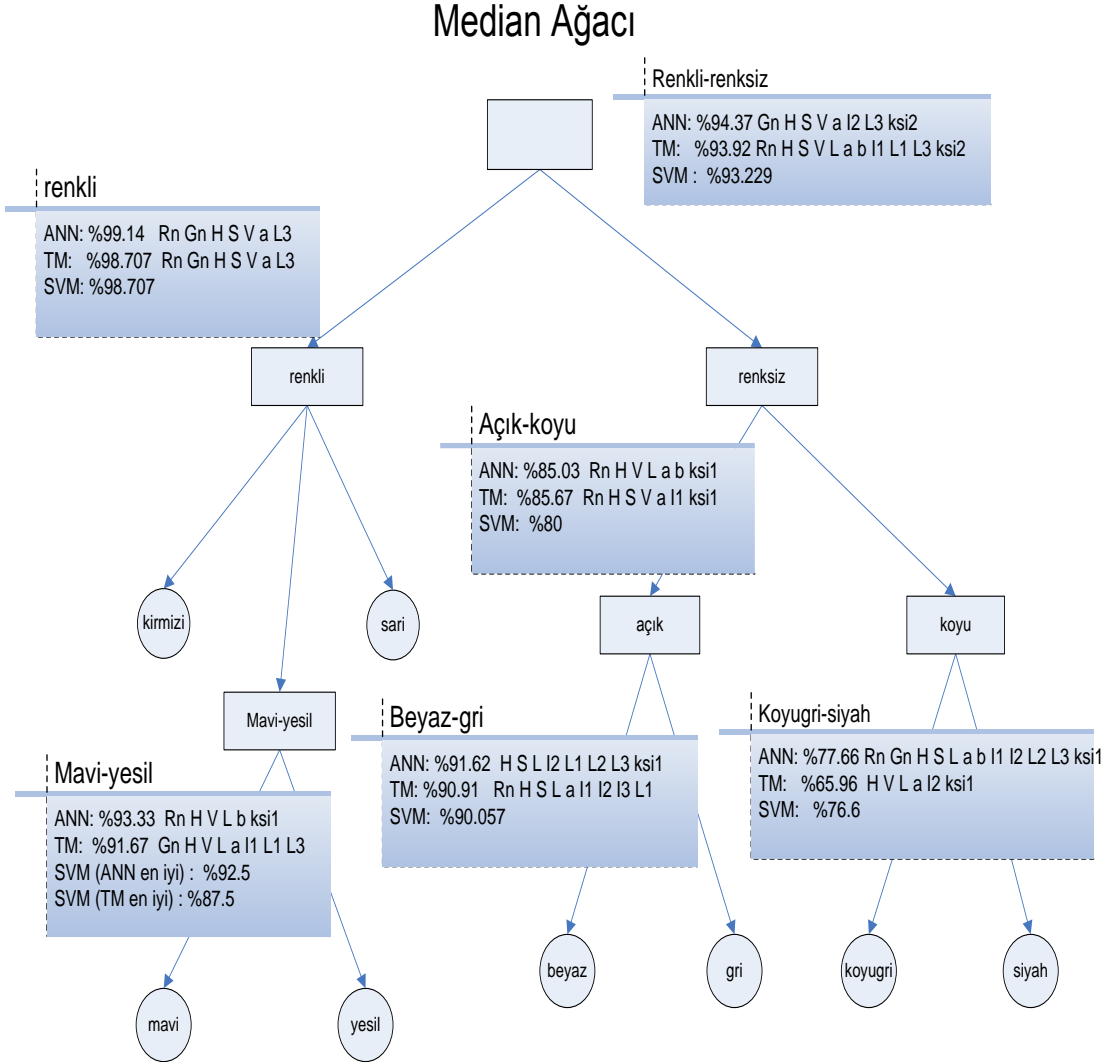 Median Ağacı
Renkli-renksiz
ANN: %94.37 Gn H S V a I2 L3 ksi2
TM: %93.92 Rn H S V L a b I1 L1 L3 ksi2
SVM : %93.229
renkli
ANN: %99.14 Rn Gn H S V a L3
TM: %98.707 Rn Gn H S V a L3
SVM: %98.707
renkli
renksiz
Açık-koyu
ANN: %85.03 Rn H V L a b ksi1
TM: %85.67 Rn H S V a I1 ksi1
SVM: %80
kirmizi
sari
açık
koyu
Mavi-yesil
Beyaz-gri
ANN: %91.62 H S L I2 L1 L2 L3 ksi1
TM: %90.91 Rn H S L a I1 I2 I3 L1
SVM: %90.057
Koyugri-siyah
ANN: %77.66 Rn Gn H S L a b I1 I2 L2 L3 ksi1
TM: %65.96 H V L a I2 ksi1
SVM: %76.6
Mavi-yesil
ANN: %93.33 Rn H V L b ksi1
TM: %91.67 Gn H V L a I1 L1 L3
SVM (ANN en iyi) : %92.5
SVM (TM en iyi) : %87.5
beyaz
gri
koyugri
siyah
mavi
yesil